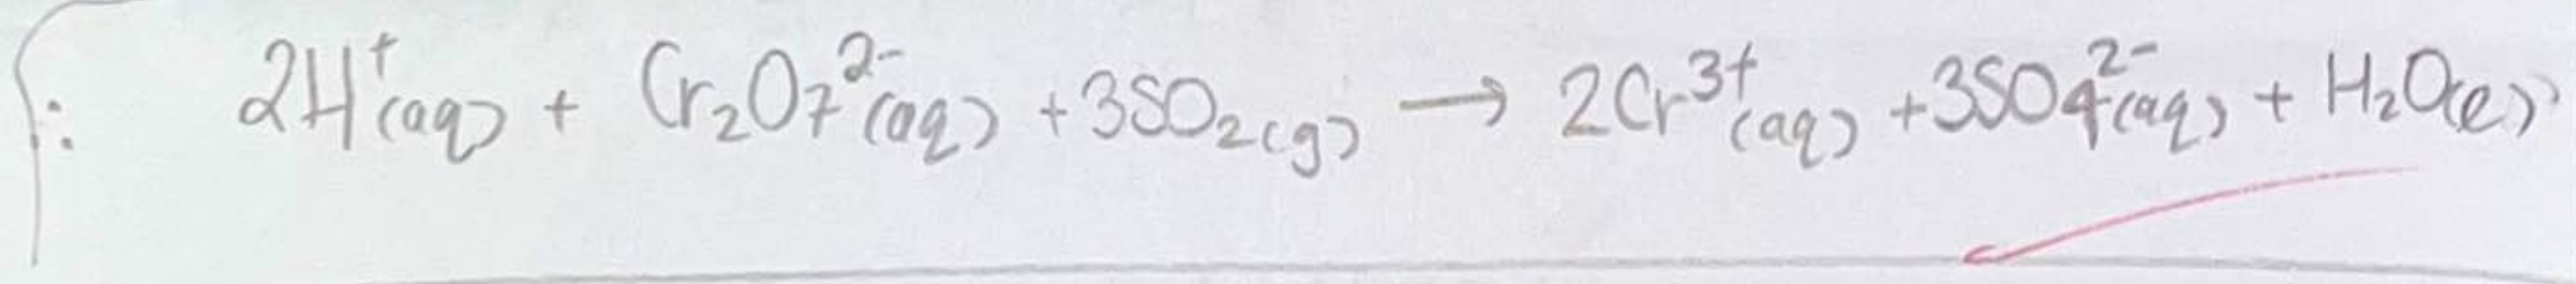 : 2H⁺(aq) + Cr₂O₇²⁻(aq) + 3SO₂(g) → 2Cr³⁺(aq) + 3SO₄²⁻(aq) + H₂O(l)